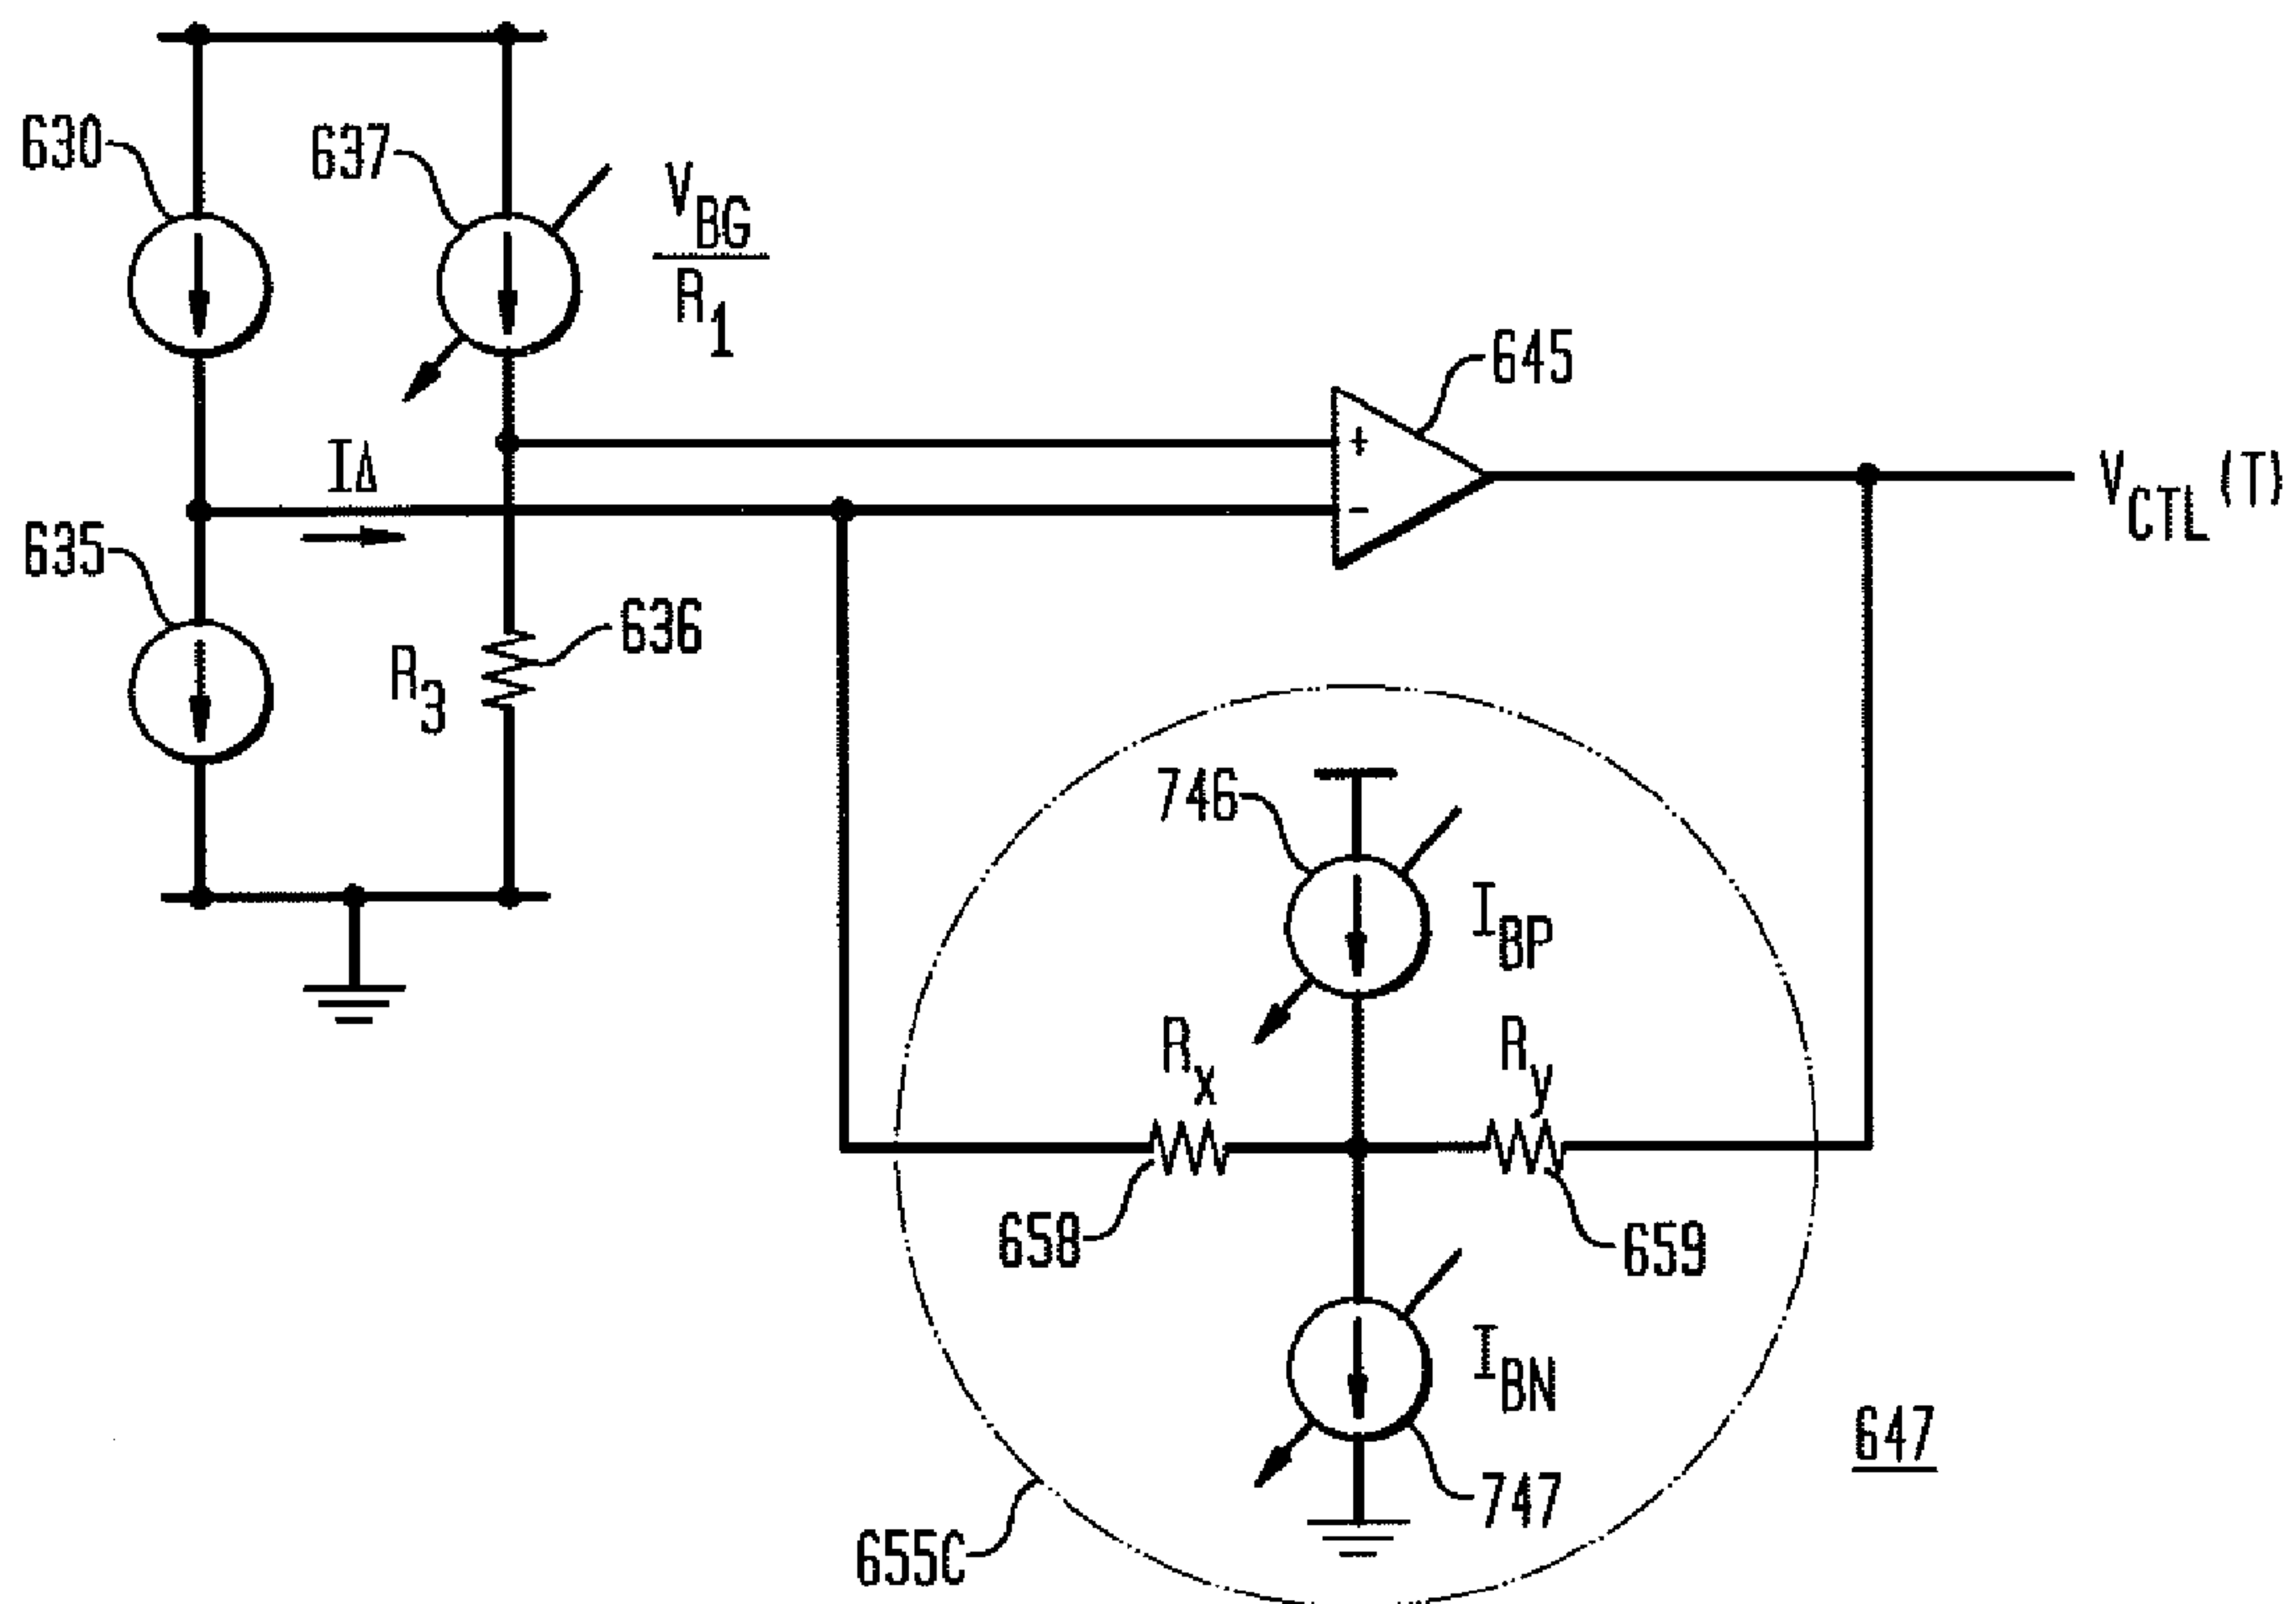 630
637
V_BG
R_1
645
IΔ
V_CTL (T)
635
636
R_3
746
I_BP
R_x
R_y
658
659
I_BN
647
747
655C
+
-